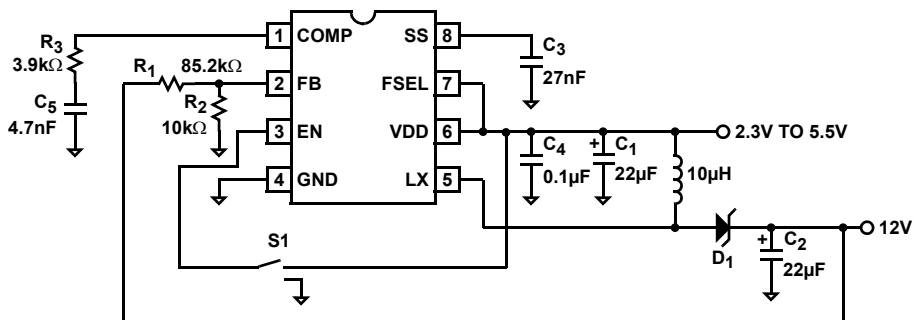 R3
3.9kΩ
C5
4.7nF
R1
85.2kΩ
R2
10kΩ
1 COMP
2 FB
3 EN
4 GND
SS 8
FSEL 7
VDD 6
LX 5
C3
27nF
C4
0.1µF
+ C1
22µF
10µH
2.3V TO 5.5V
12V
D1
+ C2
22µF
S1